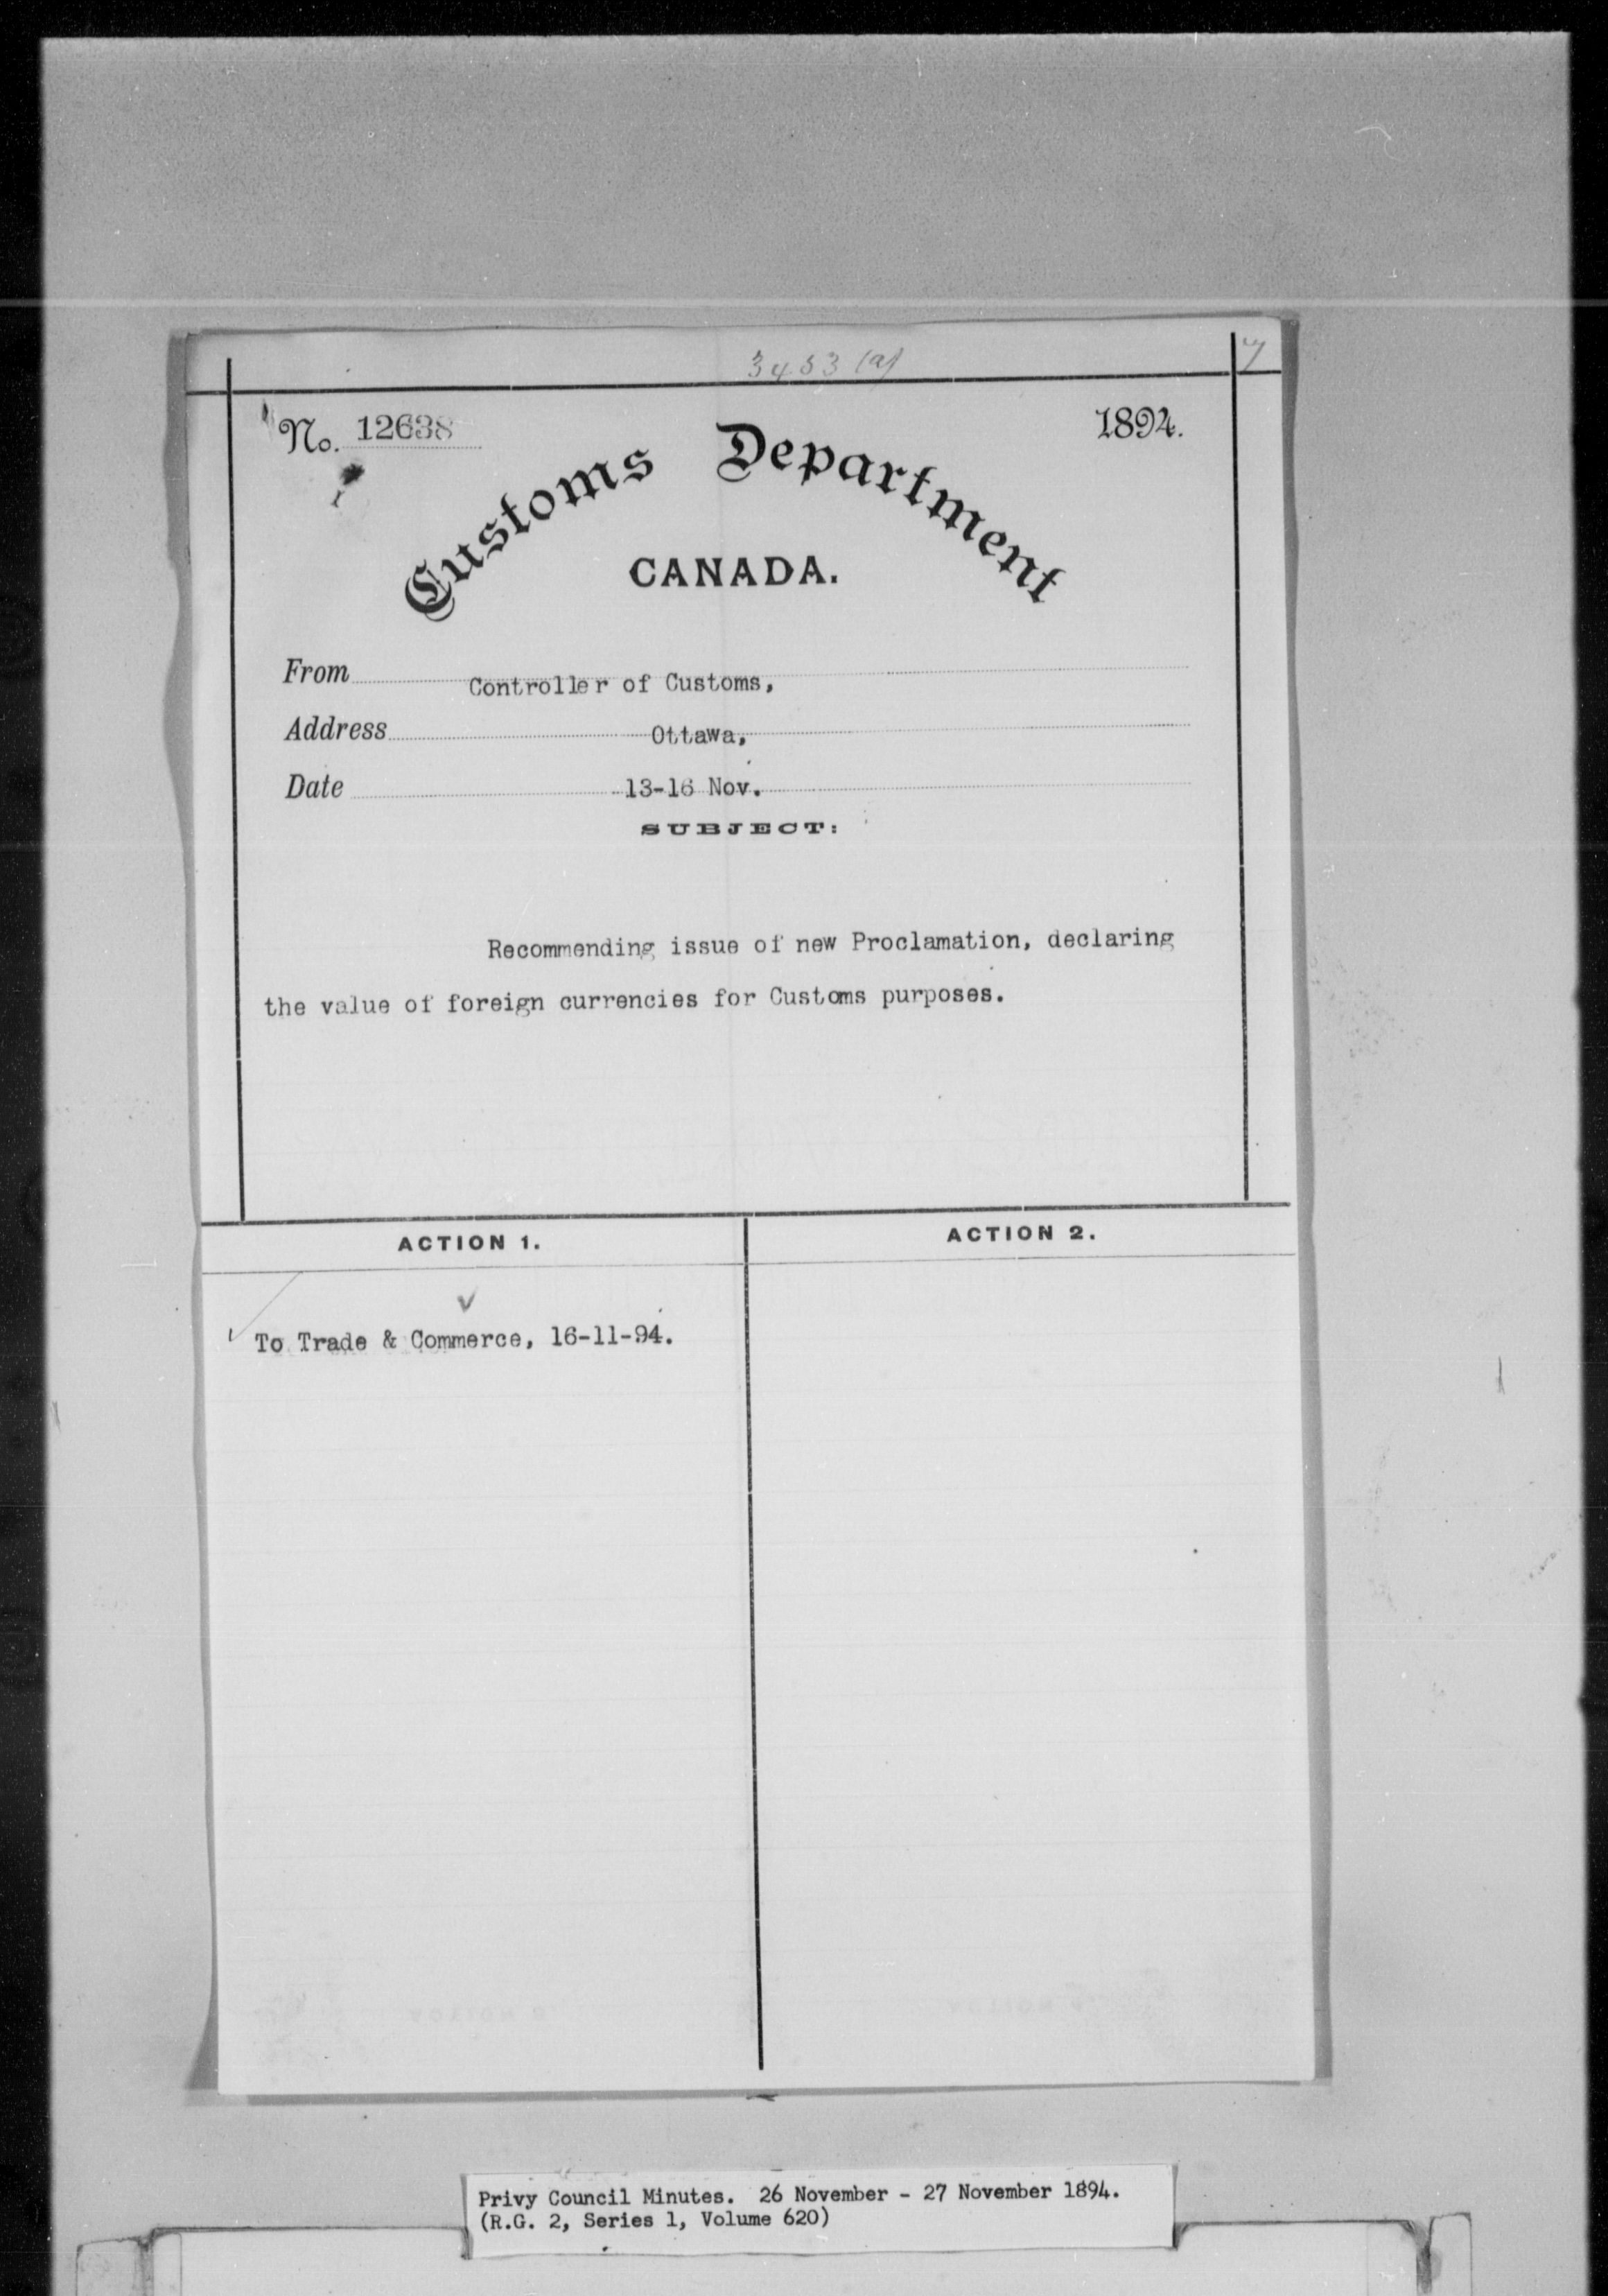 3453 (a)
7
No. 12638
1894.
Customs Department
CANADA.
From Controller of Customs,
Address Ottawa,
Date 13-16 Nov.
SUBJECT:
Recommending issue of new Proclamation, declaring
the value of foreign currencies for Customs purposes.
ACTION 1.
ACTION 2.
To Trade & Commerce, 16-11-94.
Privy Council Minutes. 26 November - 27 November 1894.
(R.G. 2, Series 1, Volume 620)